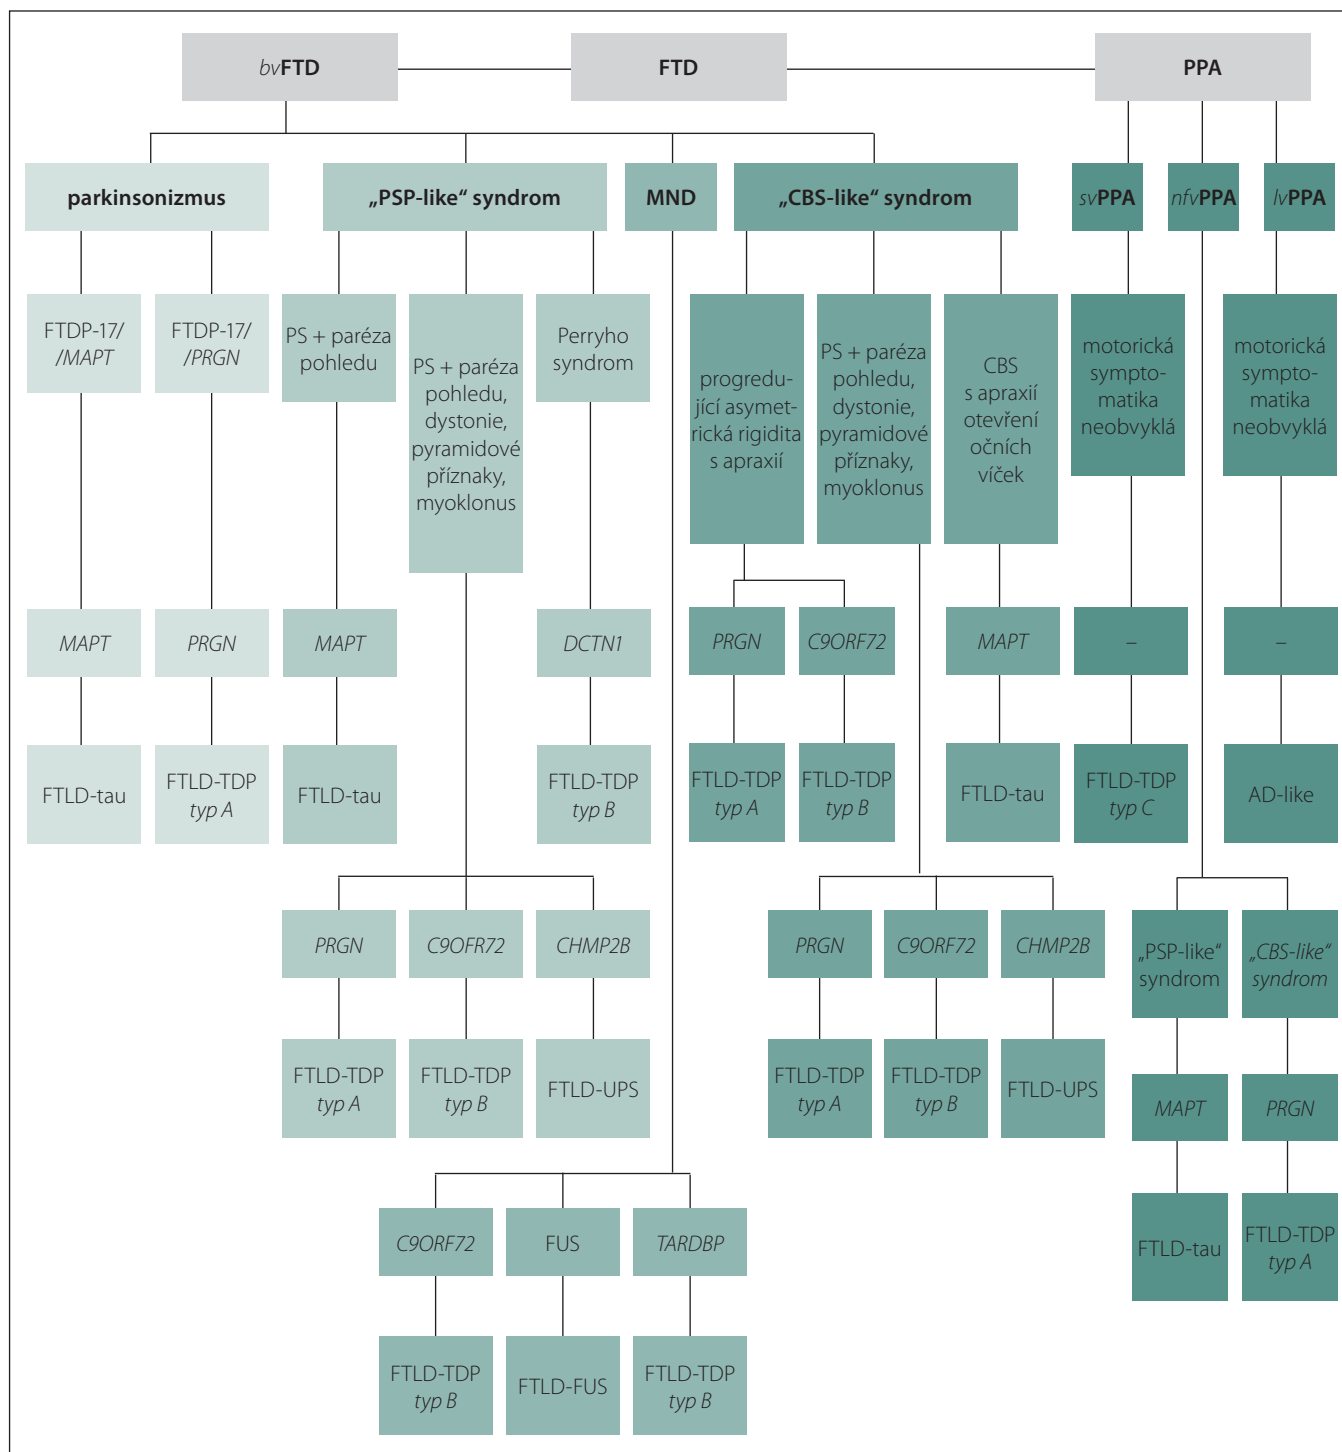 bvFTD
FTD
PPA
parkinsonizmus
„PSP-like“ syndrom
MND
„CBS-like“ syndrom
svPPA
nfvPPA
lvPPA
FTDP-17/
/MAPT
FTDP-17/
/PRGN
PS + paréza
pohledu
PS + paréza
pohledu,
dystonie,
pyramidové
příznaky,
myoklonus
Perryho
syndrom
progredu-
jící asymet-
rická rigidita
s apraxií
PS + paréza
pohledu,
dystonie,
pyramidové
příznaky,
myoklonus
CBS
s apraxií
otevření
očních
víček
motorická
sympto-
matika
neobvyklá
motorická
sympto-
matika
neobvyklá
MAPT
PRGN
MAPT
DCTN1
PRGN
C9ORF72
MAPT
–
–
FTLD-tau
FTLD-TDP
typ A
FTLD-tau
FTLD-TDP
typ B
FTLD-TDP
typ A
FTLD-TDP
typ B
FTLD-tau
FTLD-TDP
typ C
AD-like
PRGN
C9OFR72
CHMP2B
PRGN
C9ORF72
CHMP2B
„PSP-like“
syndrom
„CBS-like“
syndrom
FTLD-TDP
typ A
FTLD-TDP
typ B
FTLD-UPS
FTLD-TDP
typ A
FTLD-TDP
typ B
FTLD-UPS
MAPT
PRGN
C9ORF72
FUS
TARDBP
FTLD-tau
FTLD-TDP
typ A
FTLD-TDP
typ B
FTLD-FUS
FTLD-TDP
typ B